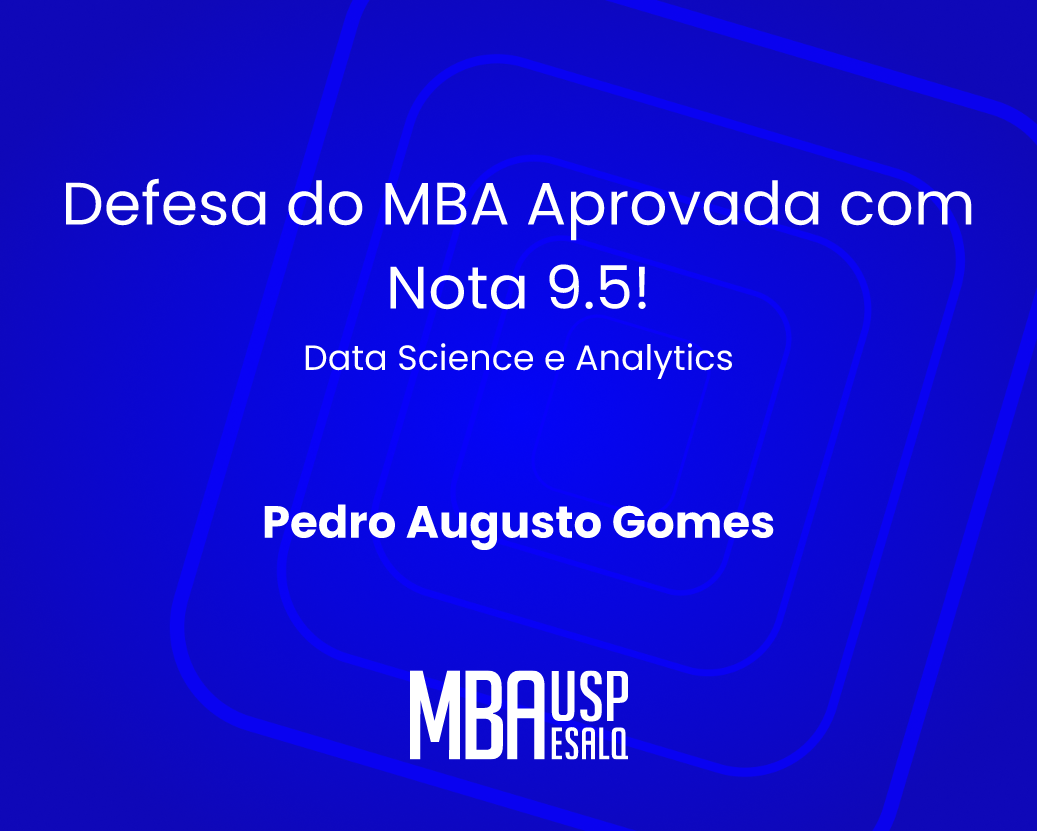 Defesa do MBA Aprovada com
Nota 9.5!
Data Science e Analytics
Pedro Augusto Gomes
MBA USP
ESALQ